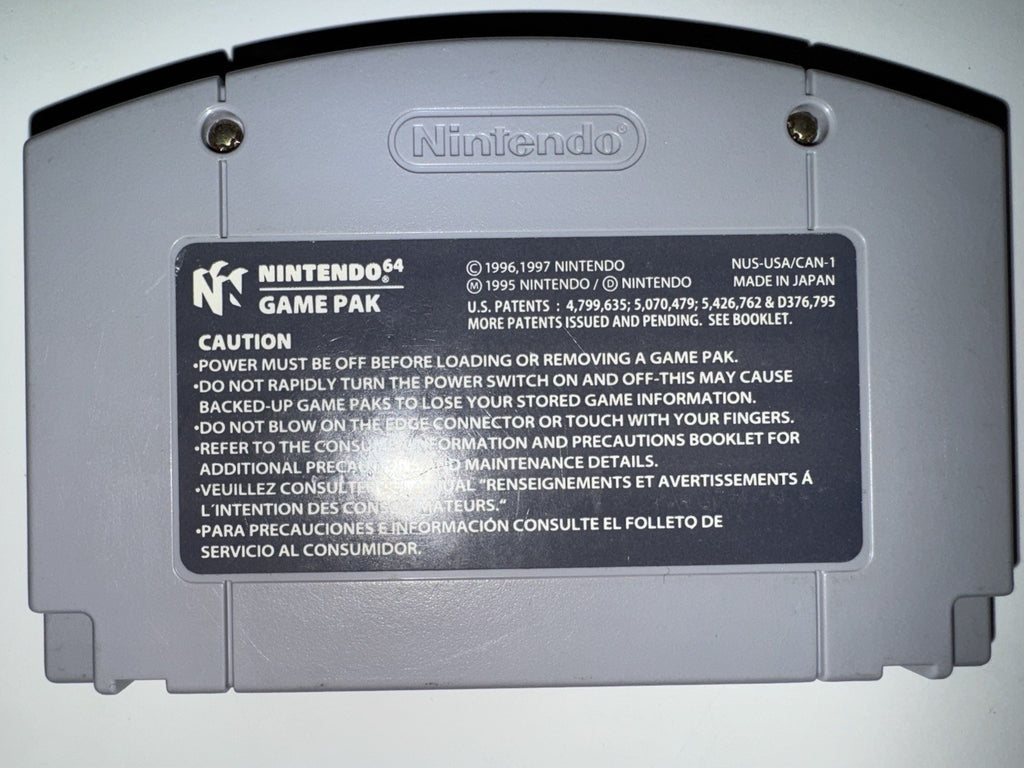 Nintendo®
NINTENDO64®
GAME PAK
© 1996,1997 NINTENDO
Ⓜ 1995 NINTENDO / Ⓓ NINTENDO
NUS-USA/CAN-1
MADE IN JAPAN
U.S. PATENTS : 4,799,635; 5,070,479; 5,426,762 & D376,795
MORE PATENTS ISSUED AND PENDING. SEE BOOKLET.
CAUTION
•POWER MUST BE OFF BEFORE LOADING OR REMOVING A GAME PAK.
•DO NOT RAPIDLY TURN THE POWER SWITCH ON AND OFF-THIS MAY CAUSE
BACKED-UP GAME PAKS TO LOSE YOUR STORED GAME INFORMATION.
•DO NOT BLOW ON THE EDGE CONNECTOR OR TOUCH WITH YOUR FINGERS.
•REFER TO THE INFORMATION AND PRECAUTIONS BOOKLET FOR
ADDITIONAL AND MAINTENANCE DETAILS.
•VEUILLEZ "RENSEIGNEMENTS ET AVERTISSEMENTS Á
L'INTENTION DES CONSOMMATEURS."
•PARA PRECAUCIONES E INFORMACIÓN CONSULTE EL FOLLETO DE
SERVICIO AL CONSUMIDOR.